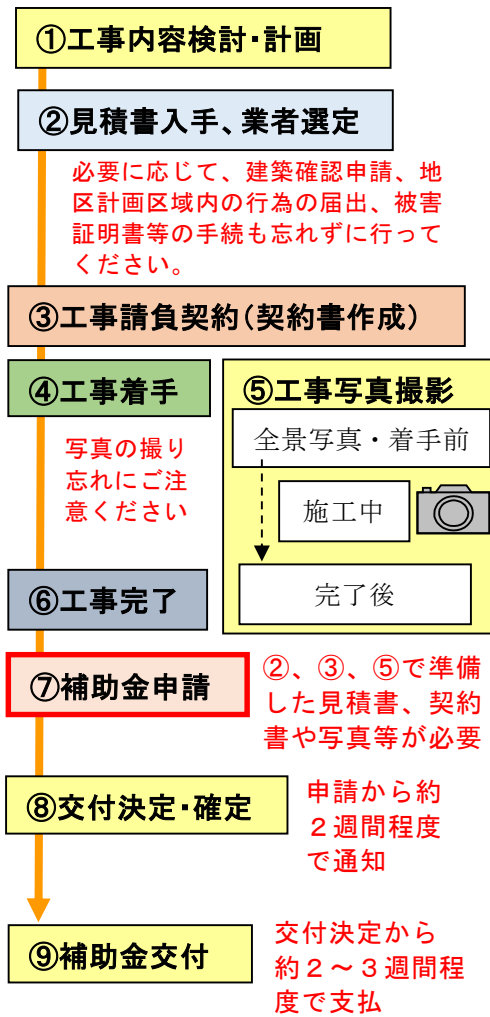 ①工事内容検討･計画
②見積書入手、業者選定
必要に応じて、建築確認申請、地
区計画区域内の行為の届出、被害
証明書等の手続も忘れずに行って
ください。
③工事請負契約(契約書作成）
④工事着手
写真の撮り
忘れにご注
意ください
⑤工事写真撮影
全景写真・着手前
施工中
完了後
⑥工事完了
⑦補助金申請
②、③、⑤で準備
した見積書、契約
書や写真等が必要
⑧交付決定･確定
申請から約
２週間程度
で通知
⑨補助金交付
交付決定から
約２～３週間程
度で支払